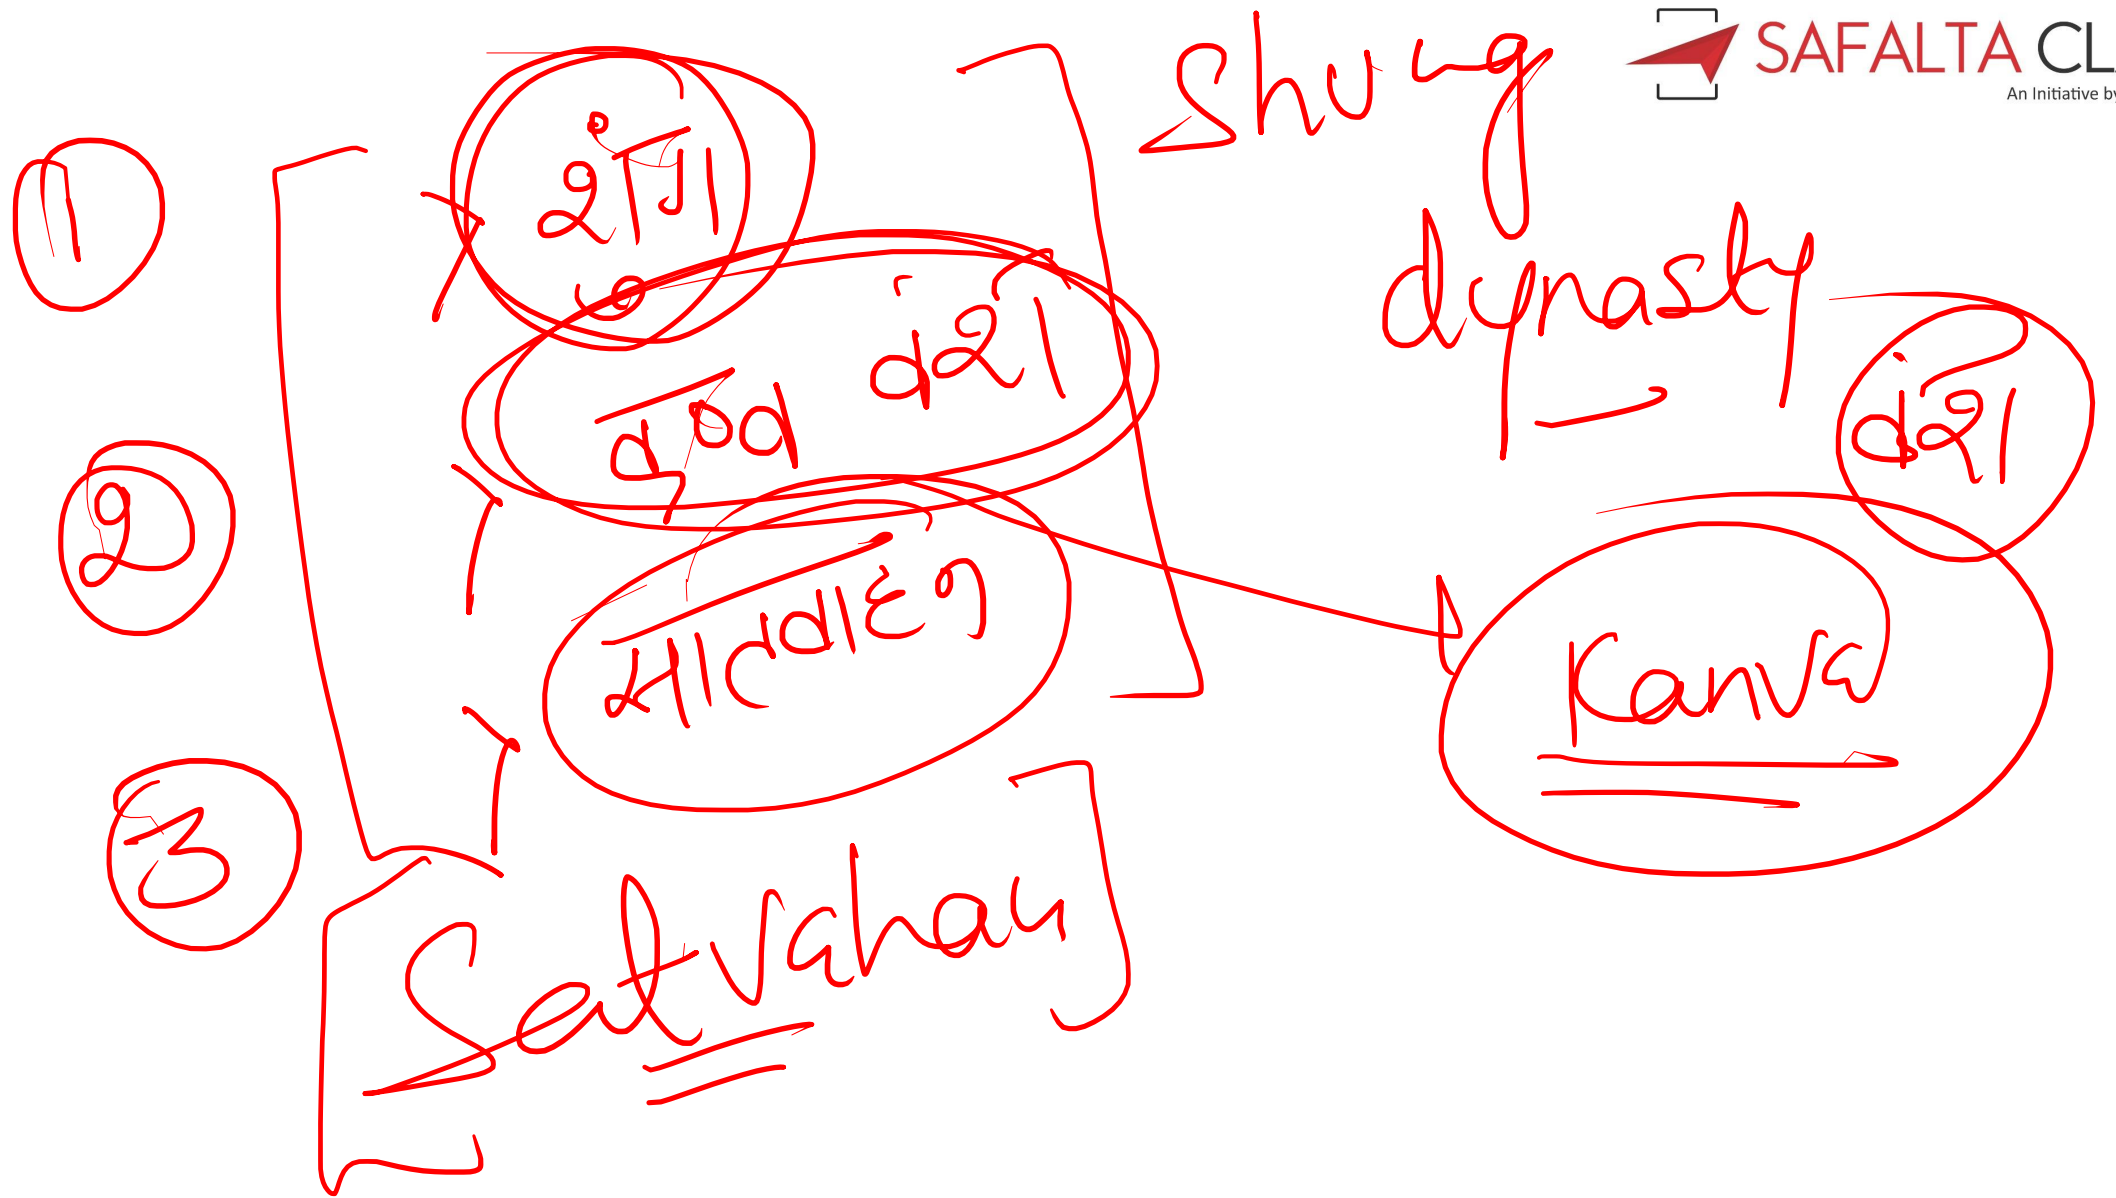 SAFALTA CL
An Initiative by
1
शुंग
Shung
dynasty
2
कण्व वंश
वंश
Kanva
सातवाहन
3
Satvahan